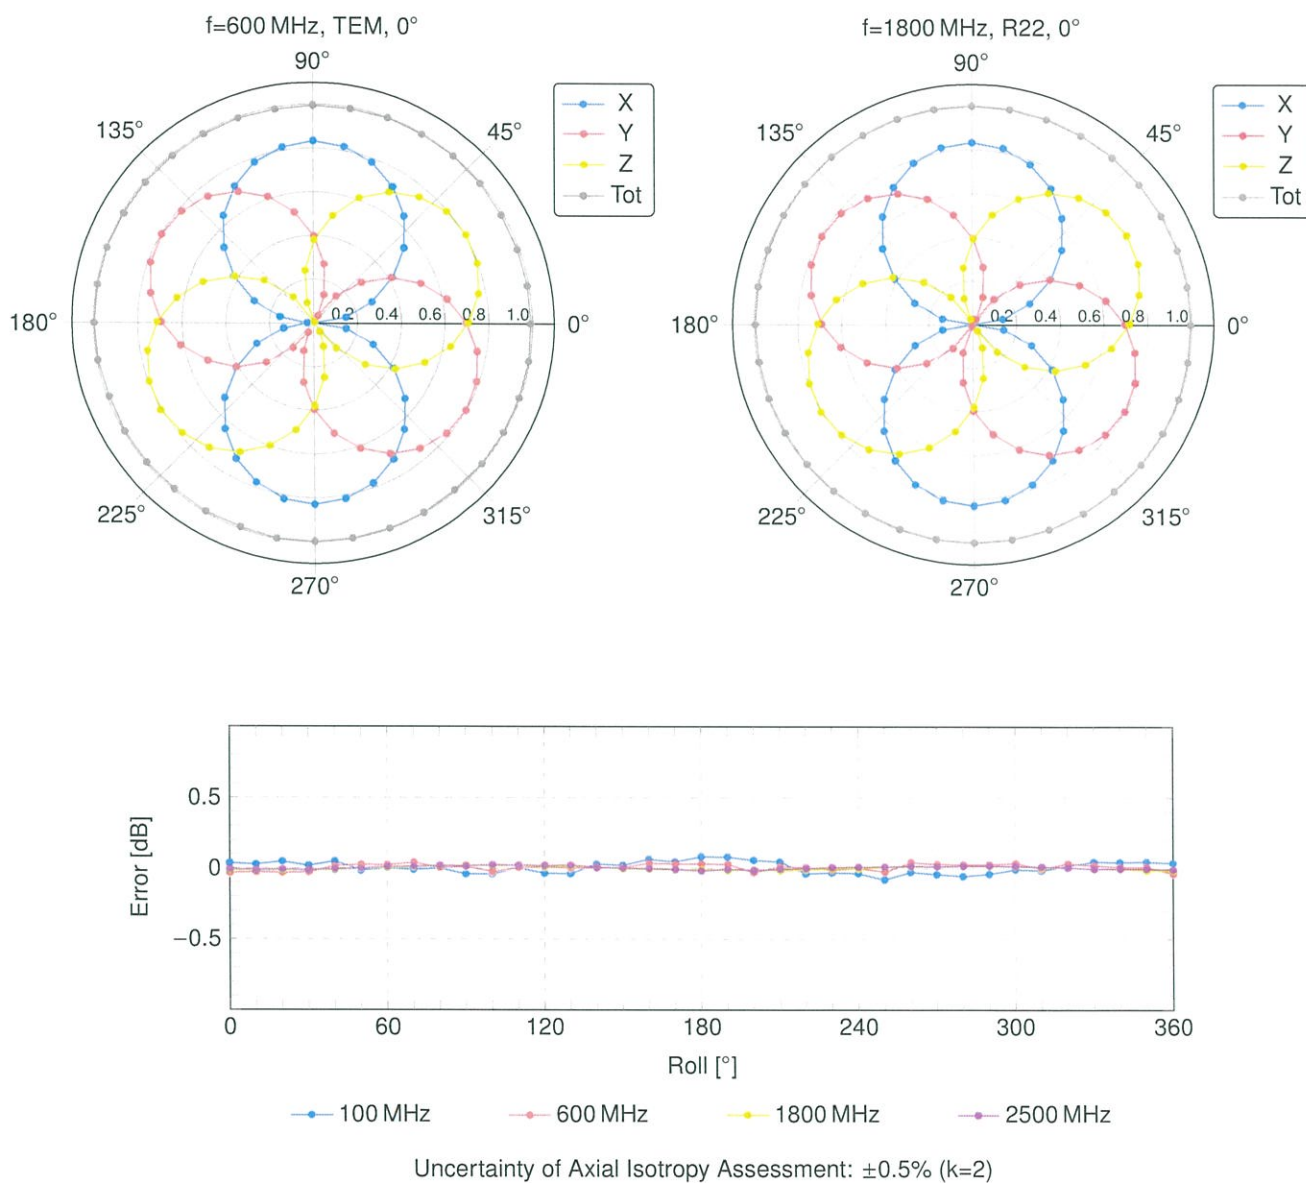 f=600 MHz, TEM, 0°
90°
135°
45°
180°
0.2 0.4 0.6 0.8 1.0
0°
225°
315°
270°
X
Y
Z
Tot
f=1800 MHz, R22, 0°
90°
135°
45°
180°
0.2 0.4 0.6 0.8 1.0
0°
225°
315°
270°
X
Y
Z
Tot
Error [dB]
0.5
0
−0.5
0 60 120 180 240 300 360
Roll [°]
100 MHz 600 MHz 1800 MHz 2500 MHz
Uncertainty of Axial Isotropy Assessment: ±0.5% (k=2)